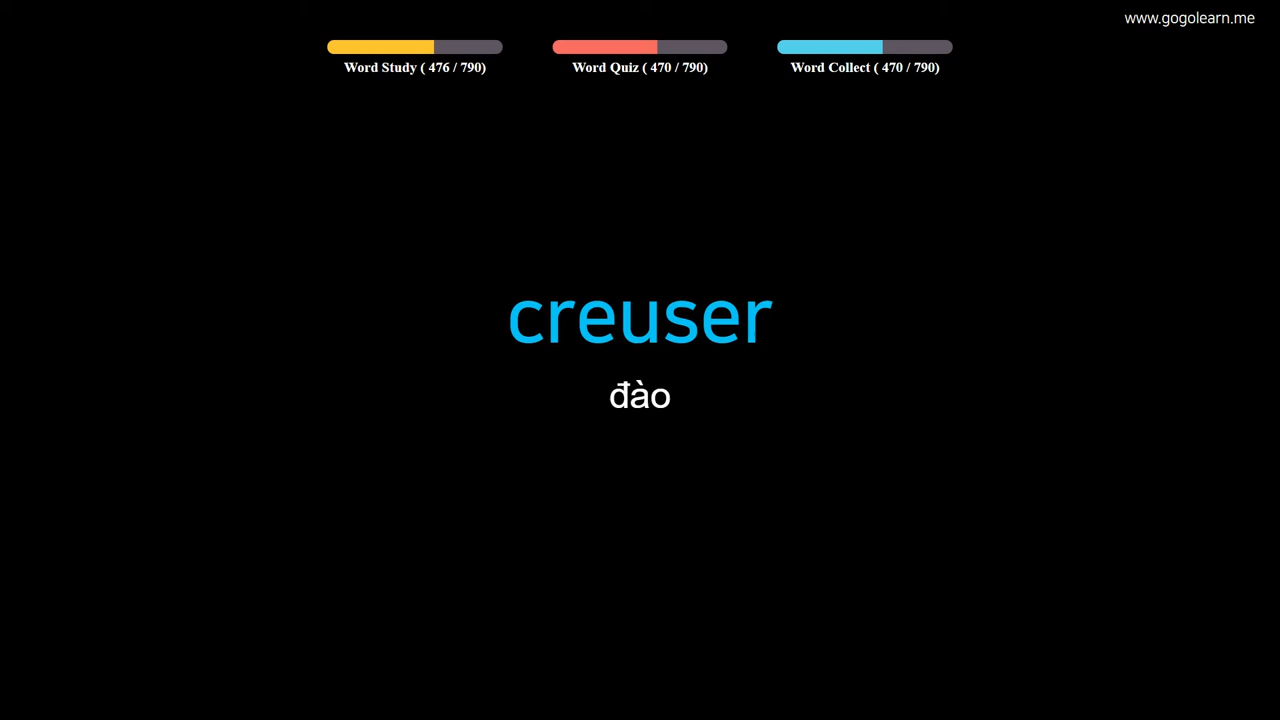 www.gogolearn.me
Word Study ( 476 / 790)
Word Quiz ( 470 / 790)
Word Collect ( 470 / 790)
creuser
đào